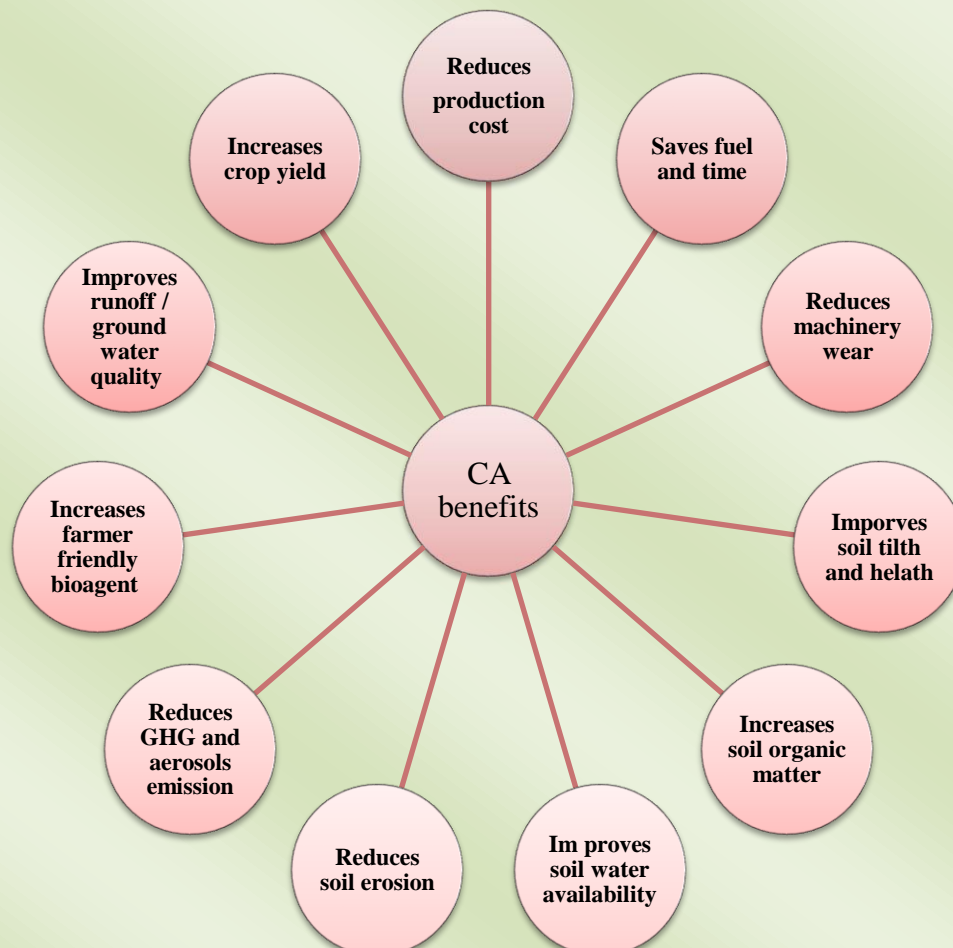 Reduces
production
cost
Saves fuel
and time
Reduces
machinery
wear
Imporves
soil tilth
and helath
Increases
soil organic
matter
Im proves
soil water
availability
Reduces
soil erosion
Reduces
GHG and
aerosols
emission
Increases
farmer
friendly
bioagent
Improves
runoff /
ground
water
quality
Increases
crop yield
CA
benefits